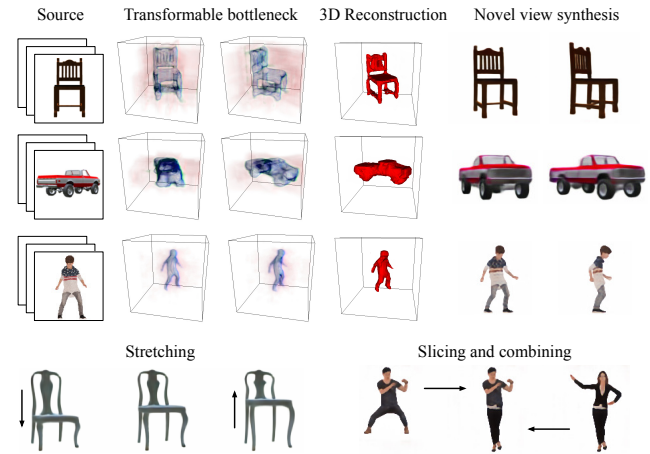 Source
Transformable bottleneck
3D Reconstruction
Novel view synthesis
Stretching
Slicing and combining